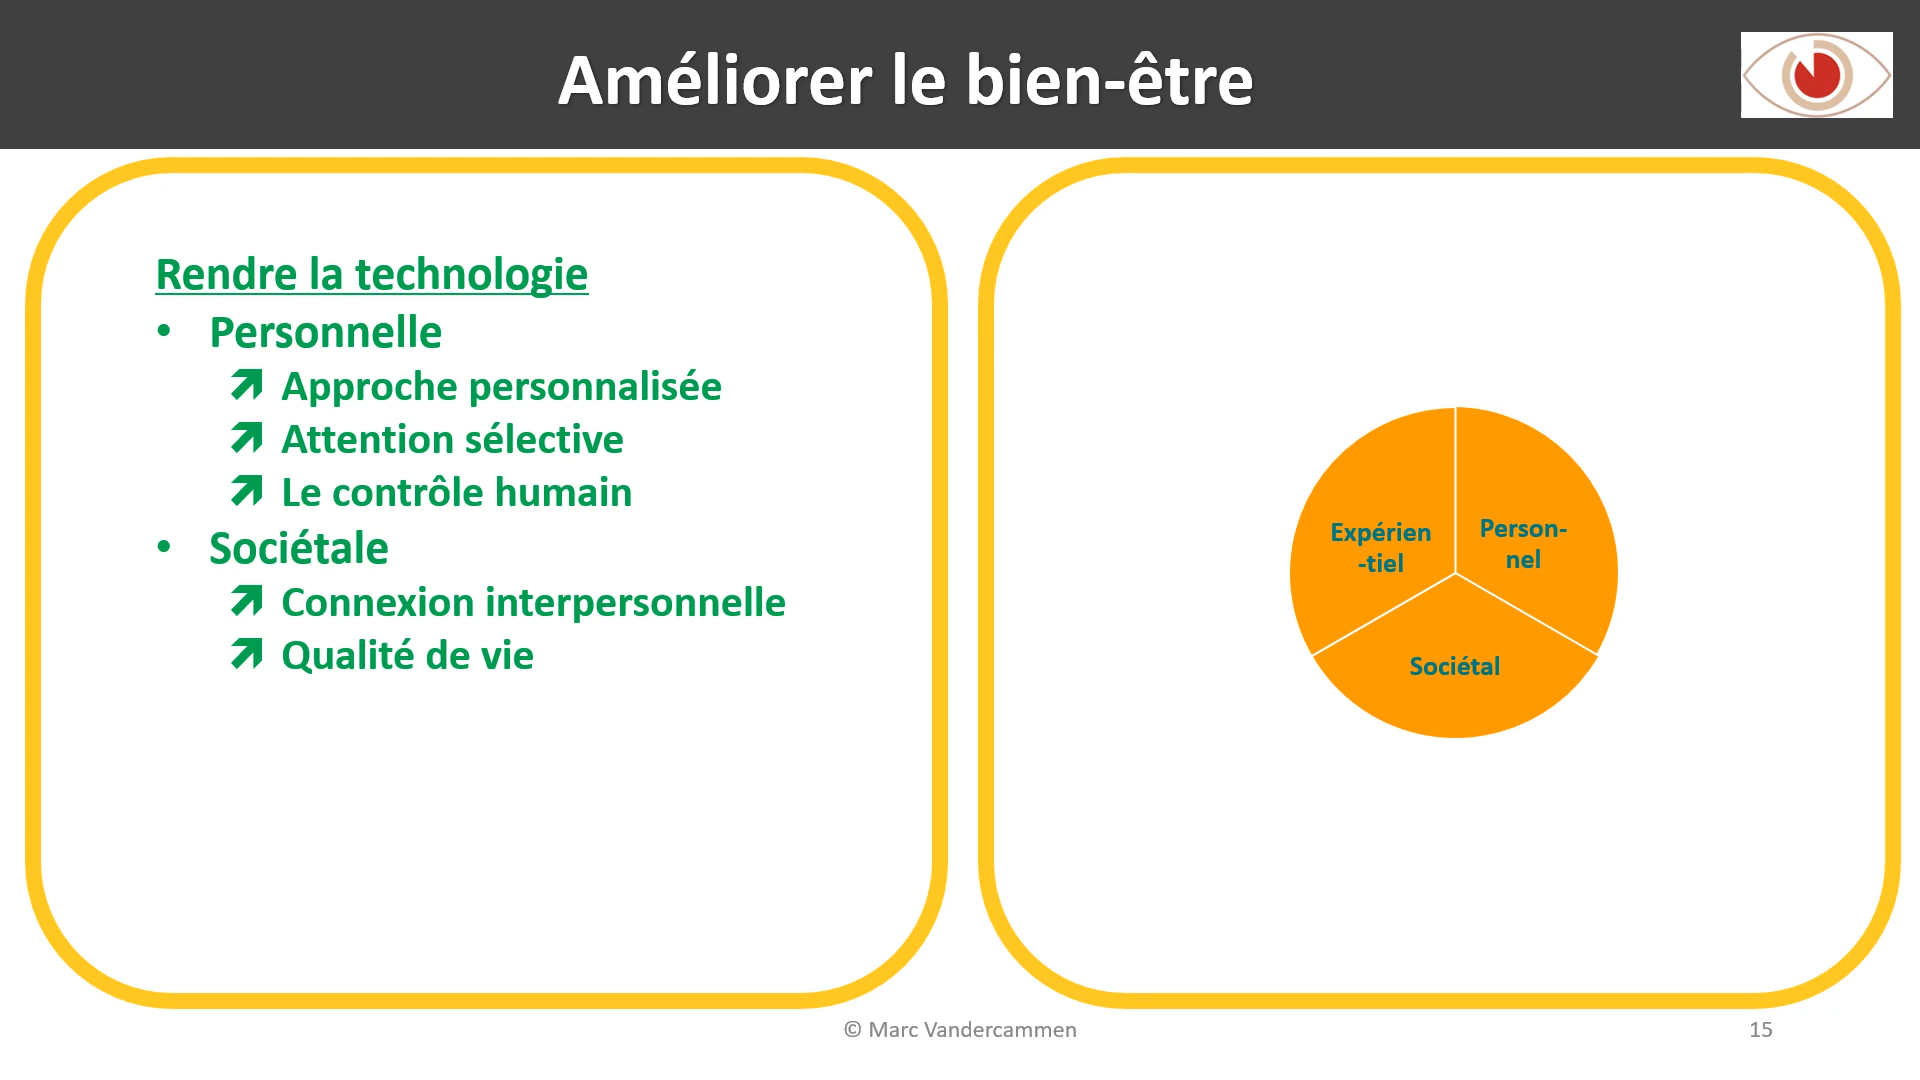 Améliorer le bien-être
Rendre la technologie
• Personnelle
Approche personnalisée
Attention sélective
Le contrôle humain
• Sociétale
Connexion interpersonnelle
Qualité de vie
Expérien
-tiel
Person-
nel
Sociétal
© Marc Vandercammen
15